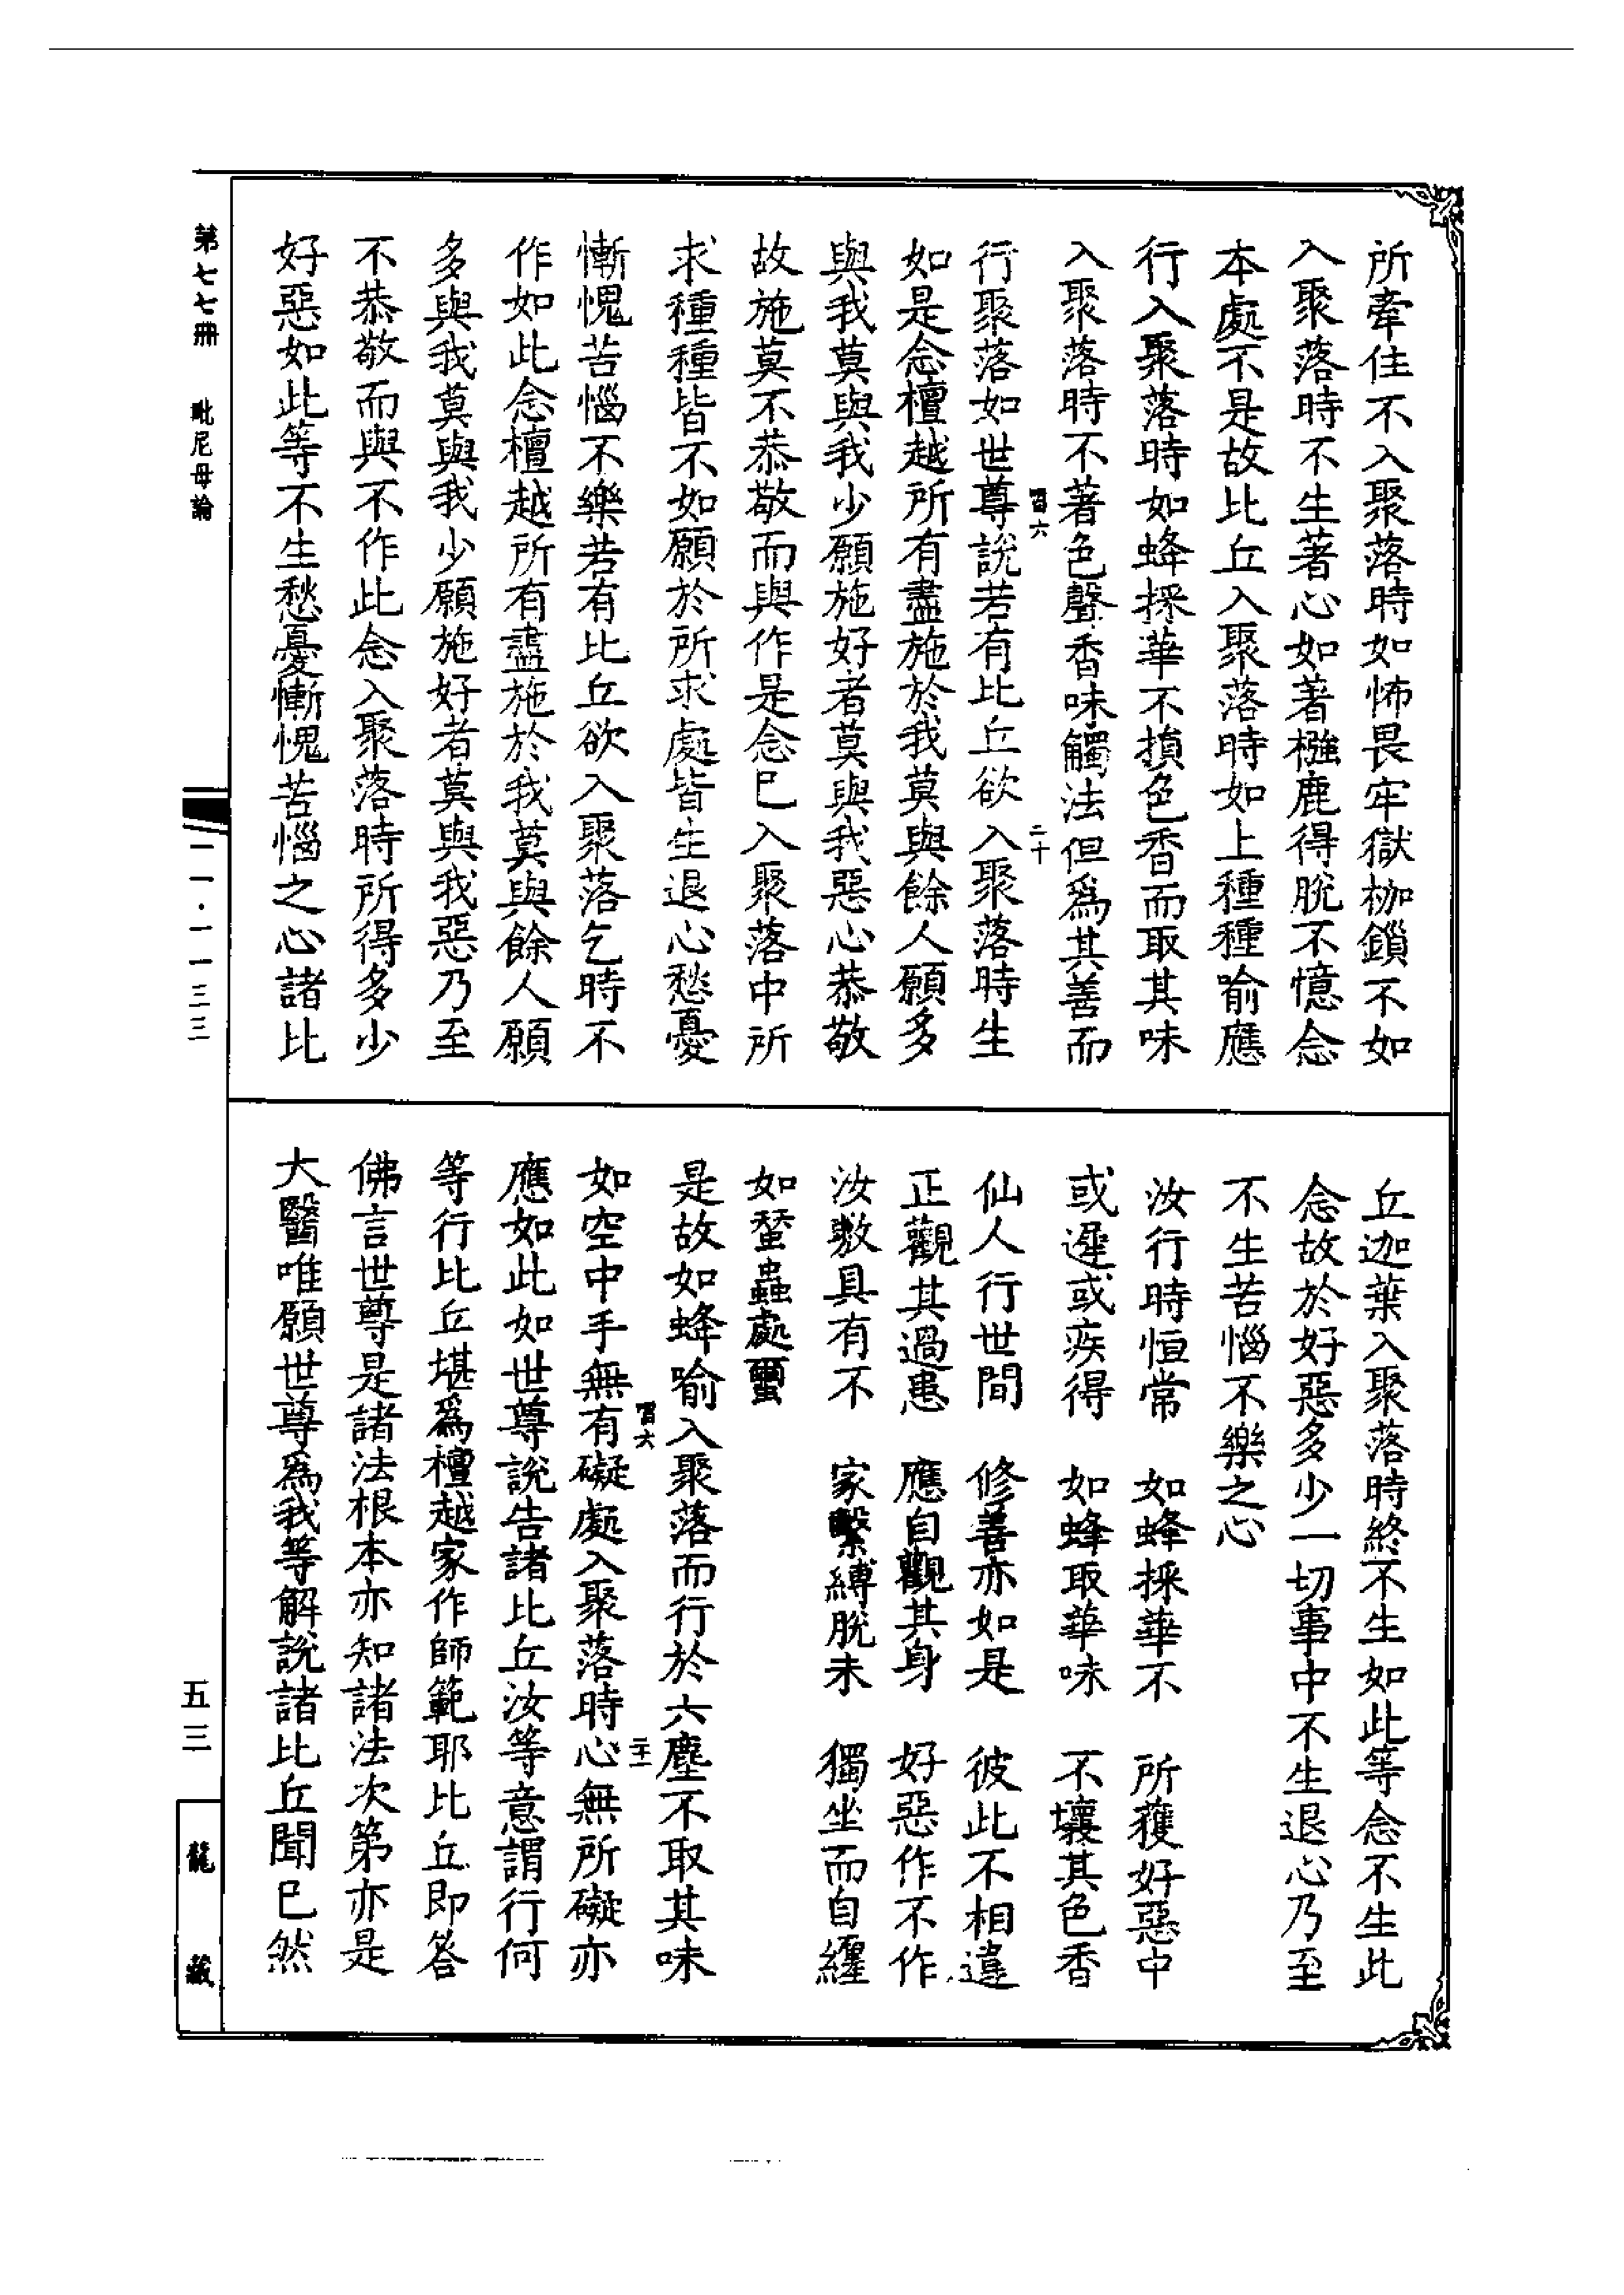 所牽住不入聚落時如怖畏牢獄枷鎖不如
入聚落時不生著心如著檻鹿得脫不憶念
本處不是故比丘入聚落時如上種種喻應
行入聚落時如蜂採華不損色香而取其味
入聚落時不著色聲香味觸法但為其善而
行聚落如世尊說若有比丘欲入聚落時生
如是念檀越所有盡施於我莫與餘人願多
與我莫與我少願施好者莫與我惡心恭敬
故施莫不恭敬而與作是念已入聚落中所
求種種皆不如願於所求處皆生退心愁憂
慚愧苦惱不樂若有比丘欲入聚落乞時不
作如此念檀越所有盡施於我莫與餘人願
多與我莫與我少願施好者莫與我惡乃至
不恭敬而與不作此念入聚落時所得多少
好惡如此等不生愁憂慚愧苦惱之心諸比
丘迦葉入聚落時終不生如此等念不生此
念故於好惡多少一切事中不生退心乃至
不生苦惱不樂之心
汝行時恒常　如蜂採華不　所獲好惡中
或遲或疾得　如蜂取華味　不壞其色香
仙人行世間　修善亦如是　彼此不相違
正觀其過患　應自觀其身　好惡作不作
汝敷具有不　家繫縛脫未　獨坐而自纏
如蠶蟲處䘉
是故如蜂喻入聚落而行於六塵不取其味
如空中手無有礙處入聚落時心無所礙亦
應如此如世尊說告諸比丘汝等意謂行何
等行比丘堪為檀越家作師範耶比丘即答
佛言世尊是諸法根本亦知諸法次第亦是
大醫唯願世尊為我等解說諸比丘聞已然
習六
二十
習六
二十一
第七七冊　毗尼母論
一一·一一三三
五三
龍藏